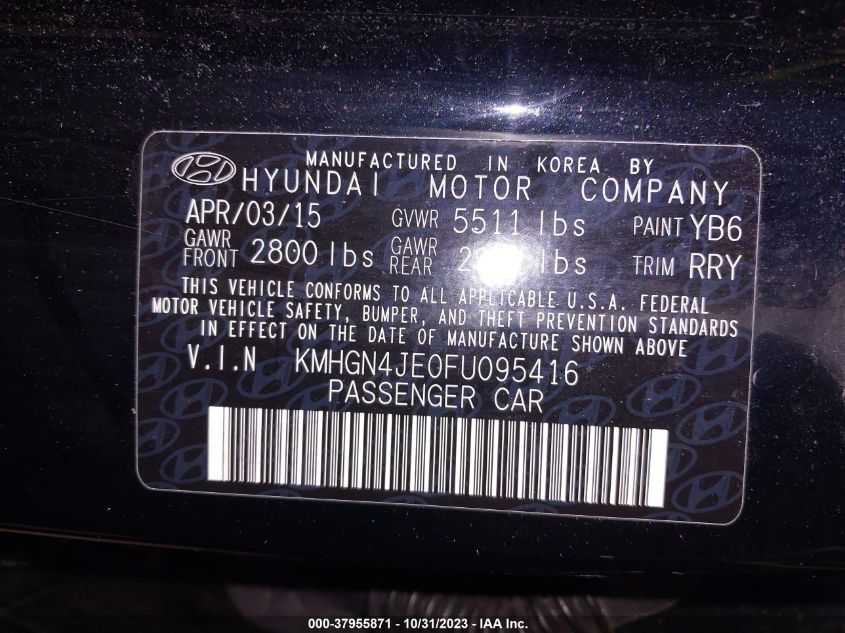 MANUFACTURED IN KOREA BY
HYUNDAI MOTOR COMPANY
APR/03/15 GVWR 5511 lbs PAINT YB6
GAWR FRONT 2800 lbs GAWR REAR lbs TRIM RRY
THIS VEHICLE CONFORMS TO ALL APPLICABLE U.S.A. FEDERAL
MOTOR VEHICLE SAFETY, BUMPER, AND THEFT PREVENTION STANDARDS
IN EFFECT ON THE DATE OF MANUFACTURE SHOWN ABOVE
V.I.N KMHGN4JE0FU095416
PASSENGER CAR
000-37955871 - 10/31/2023 - IAA Inc.